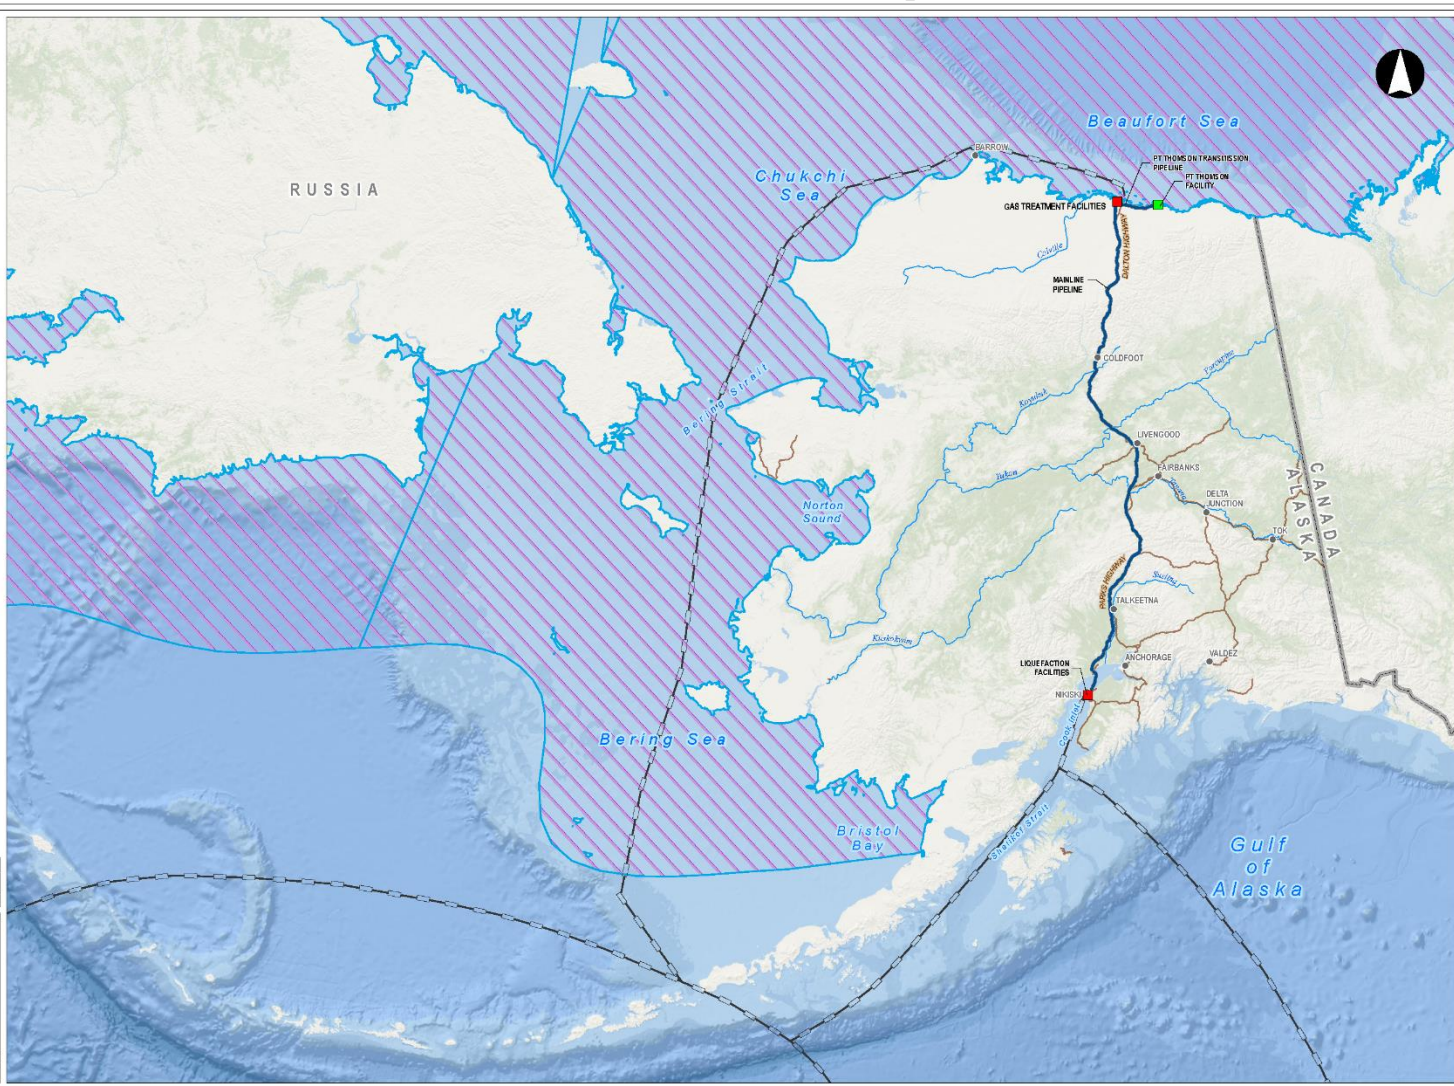 Beaufort Sea
BARROW
PT THOMSON TRANSMISSION
PIPELINE
PT THOMSON
FACILITY
Chukchi
Sea
RUSSIA
GAS TREATMENT FACILITIES
DALTON HIGHWAY
Colville
MAINLINE
PIPELINE
COLDFOOT
Porcupine
Bering Strait
Koyukuk
LIVENGOOD
FAIRBANKS
Yukon
Tanana
CANADA
ALASKA
DELTA
JUNCTION
Norton
Sound
TOK
PARKS HIGHWAY
Susitna
TALKEETNA
Kuskokwim
VALDEZ
ANCHORAGE
LIQUEFACTION
FACILITIES
NIKISKI
Cook Inlet
Bering Sea
Bristol
Bay
Shelikof Strait
Gulf
of
Alaska